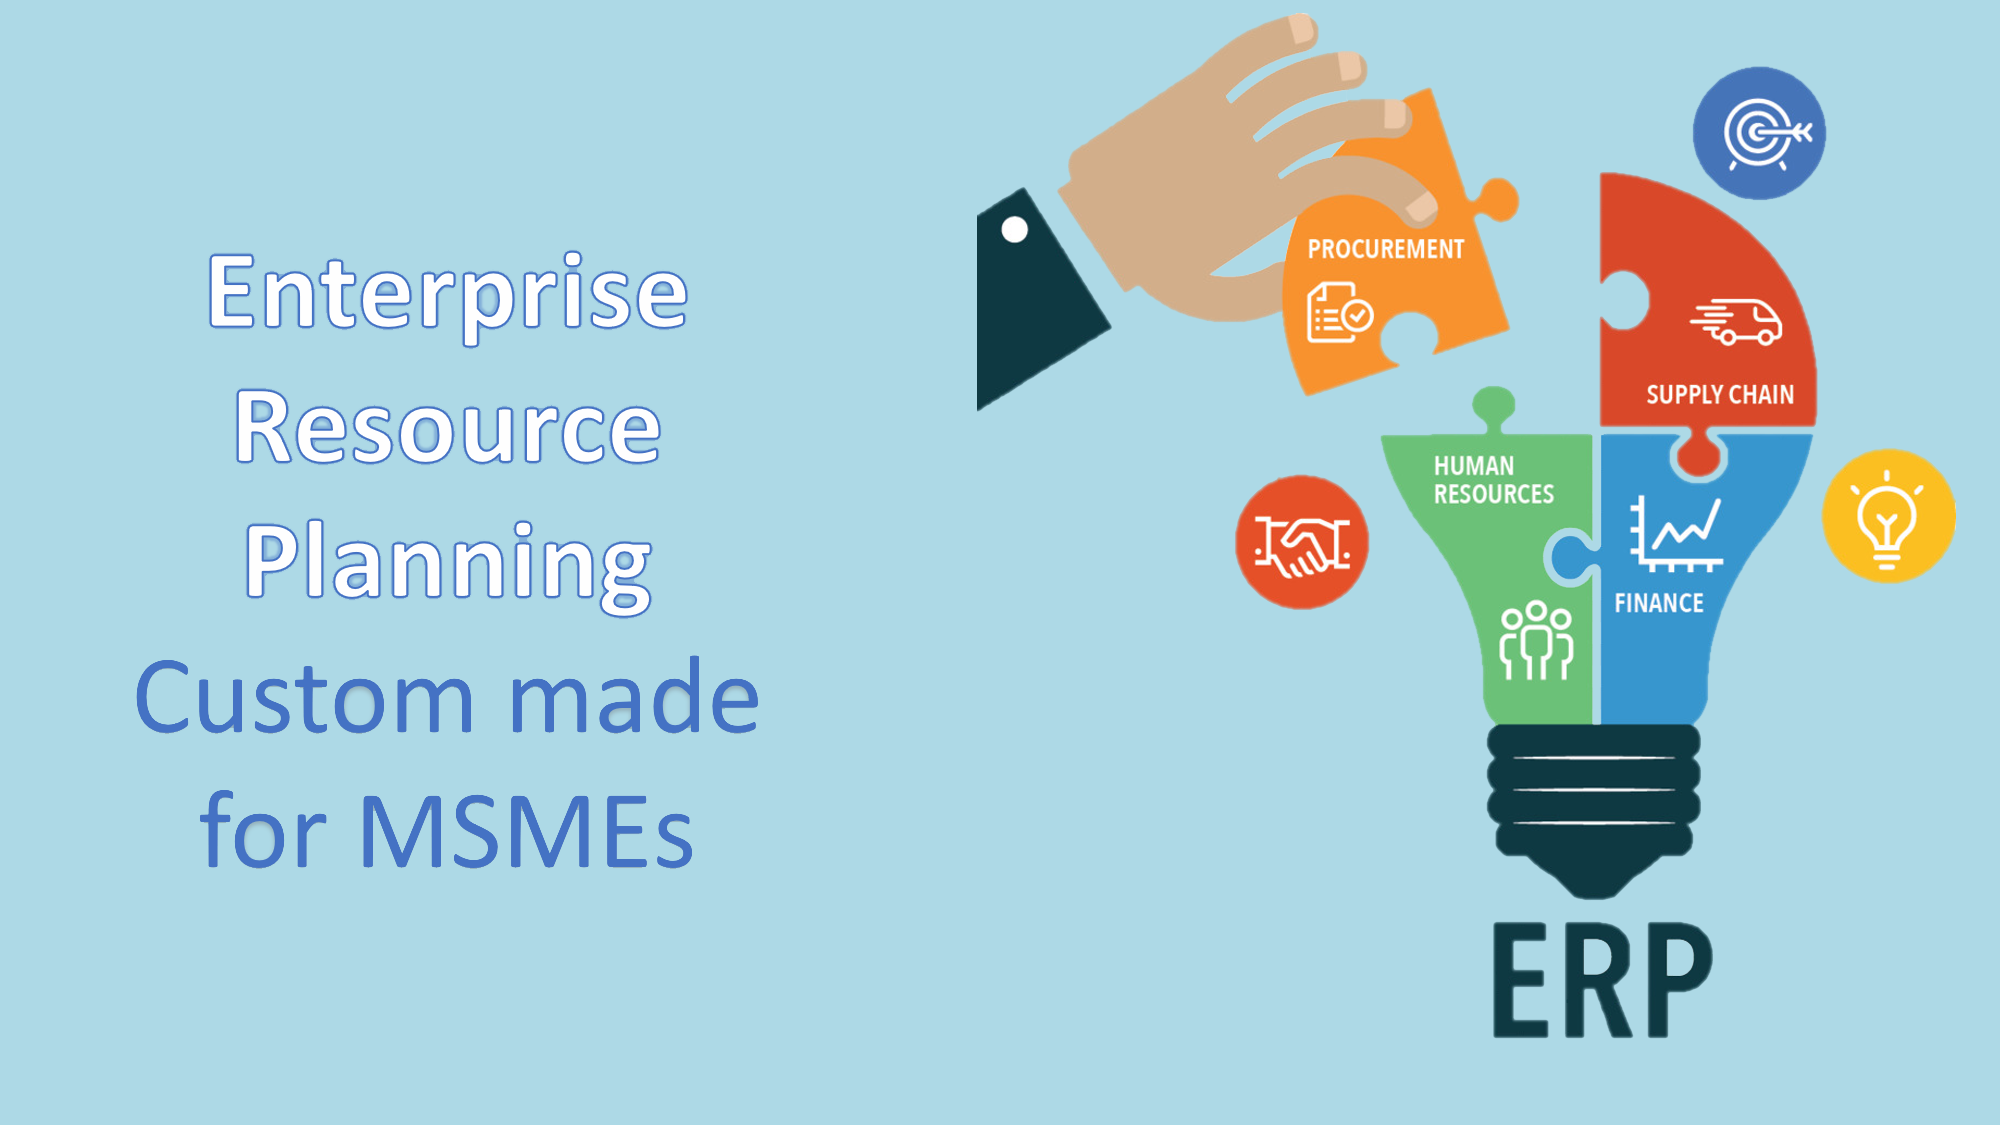 Enterprise
Resource
Planning
Custom made
for MSMEs
PROCUREMENT
SUPPLY CHAIN
HUMAN
RESOURCES
FINANCE
ERP